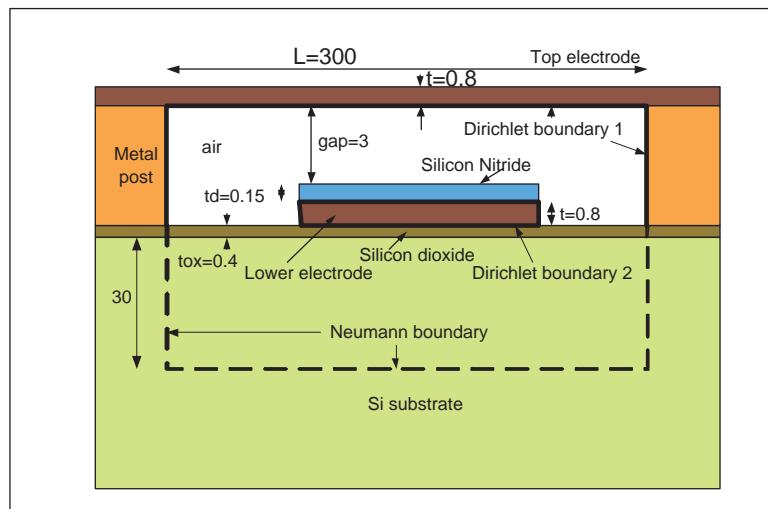 L=300
Top electrode
t=0.8
Metal
post
air
gap=3
Dirichlet boundary 1
Silicon Nitride
td=0.15
t=0.8
tox=0.4
Lower electrode
Silicon dioxide
Dirichlet boundary 2
30
Neumann boundary
Si substrate